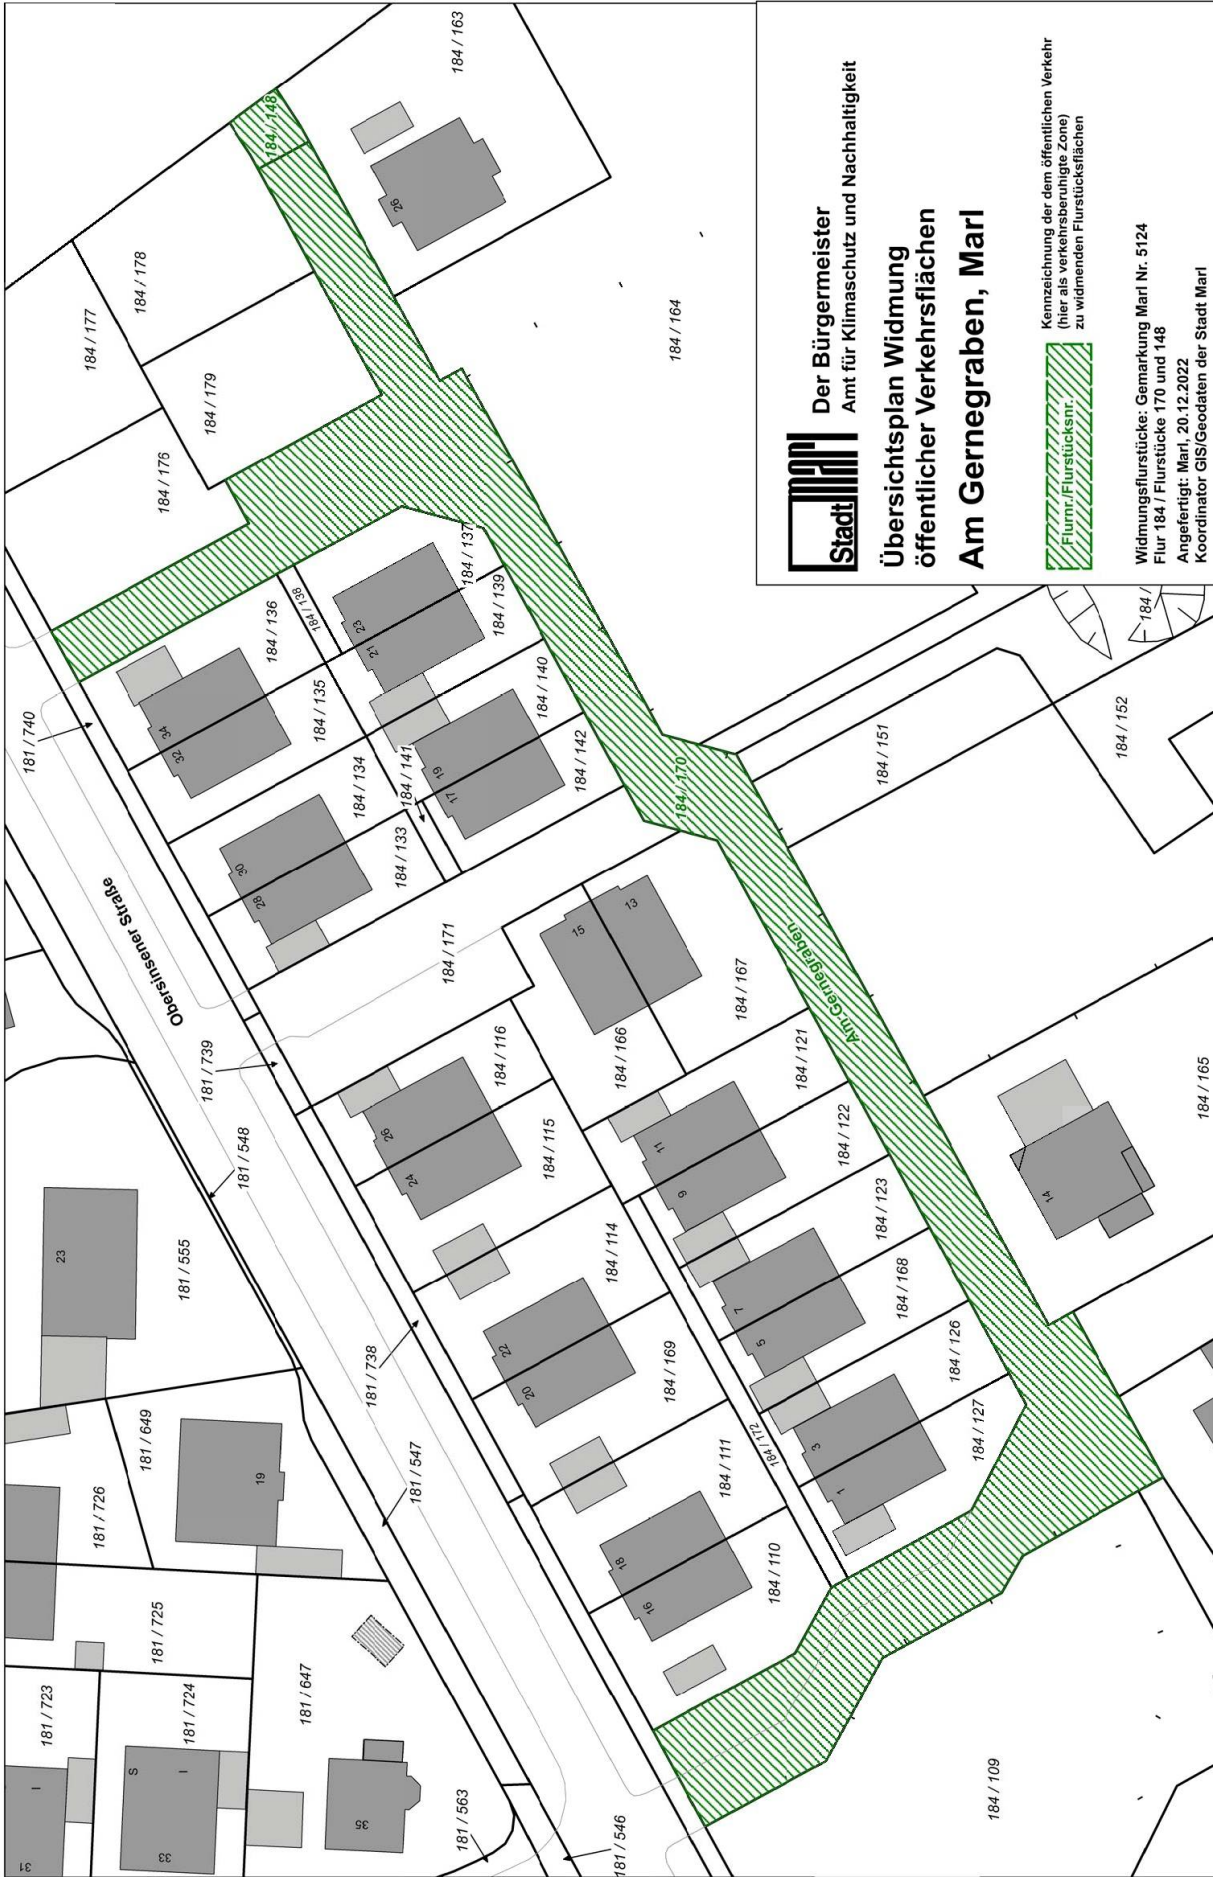 Stadt marl
Der Bürgermeister
Amt für Klimaschutz und Nachhaltigkeit
Übersichtsplan Widmung
öffentlicher Verkehrsflächen
Am Gernegraben, Marl
Flurnr./Flurstücksnr.
Kennzeichnung der dem öffentlichen Verkehr
(hier als verkehrsberuhigte Zone)
zu widmenden Flurstücksflächen
Widmungsflurstücke: Gemarkung Marl Nr. 5124
Flur 184 / Flurstücke 170 und 148
Angefertigt: Marl, 20.12.2022
Koordinator GIS/Geodaten der Stadt Marl
Obersinsener Straße
Am Gernegraben
31
I
181 / 723
33
S
I
181 / 724
181 / 725
181 / 726
181 / 649
19
181 / 647
35
181 / 563
181 / 546
181 / 547
181 / 738
181 / 555
23
181 / 548
181 / 739
181 / 740
184 / 109
184 / 110
16
18
184 / 111
184 / 172
1
3
184 / 127
184 / 126
184 / 169
20
22
184 / 114
5
7
184 / 168
184 / 123
184 / 115
24
26
184 / 116
9
11
184 / 122
184 / 121
184 / 166
184 / 167
15
13
184 / 171
184 / 170
184 / 133
28
30
184 / 134
184 / 141
17
19
184 / 142
184 / 140
184 / 135
32
34
184 / 136
184 / 138
21
23
184 / 139
184 / 137
184 / 176
184 / 177
184 / 179
184 / 178
184 / 148
26
184 / 163
184 / 164
184 / 151
184 / 152
184 /
14
184 / 165